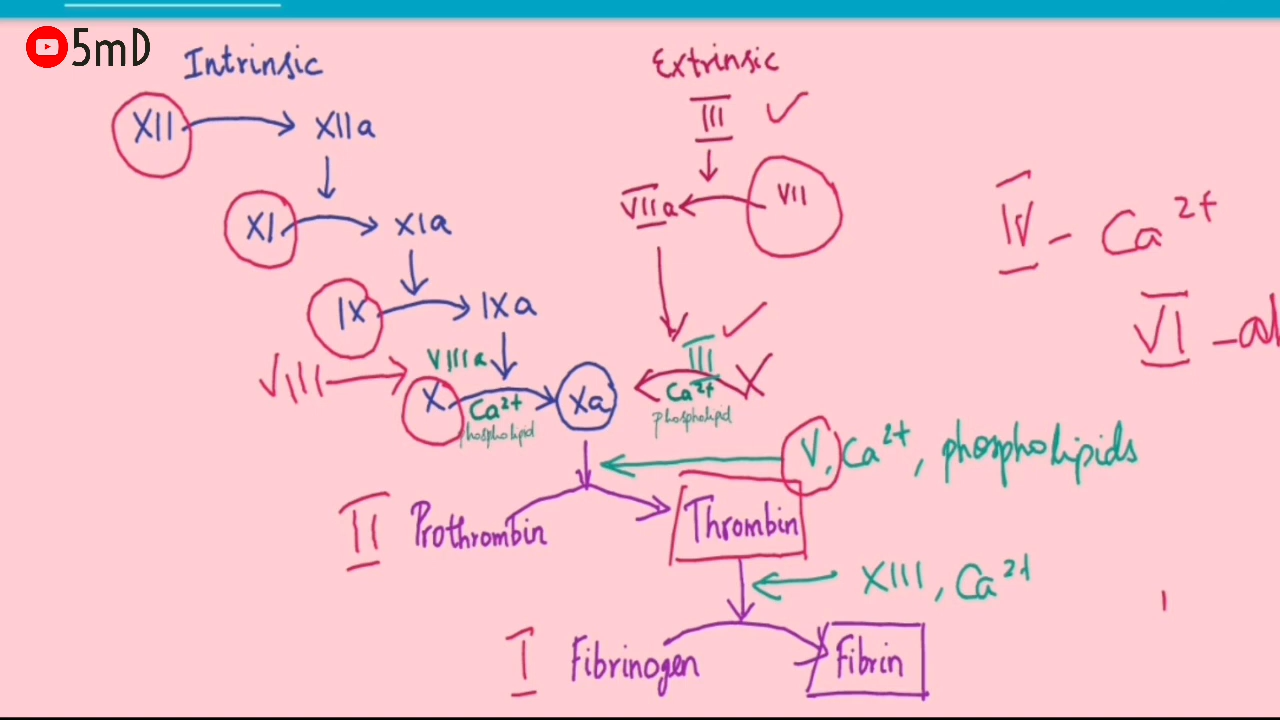 5mD
Intrinsic
Extrinsic
III
XII XIIa
VIIa VII
XI XIa
IV - Ca²⁺
IX IXa
VI -
VIII
VIIIa
III
X Xa
X
Ca²⁺
Ca²⁺
phospholipid
phospholipid
V, Ca²⁺, phospholipids
II Prothrombin Thrombin
XIII, Ca²⁺
I Fibrinogen Fibrin